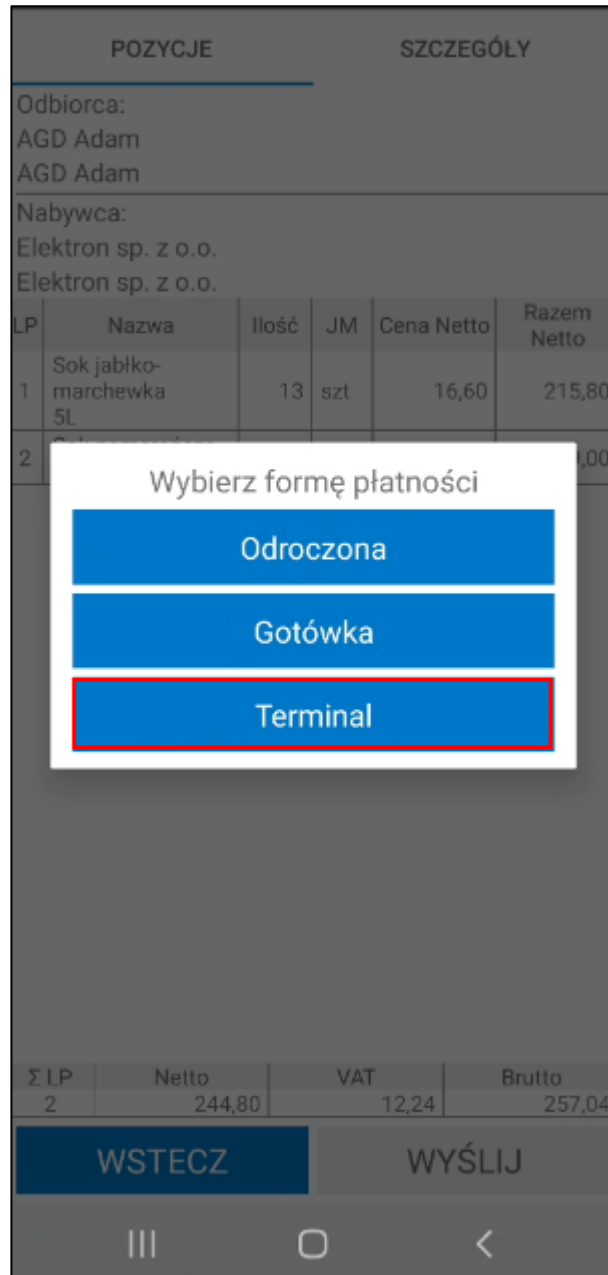 POZYCJE SZCZEGÓŁY
Odbiorca:
AGD Adam
AGD Adam
Nabywca:
Elektron sp. z o.o.
Elektron sp. z o.o.
LP Nazwa Ilość JM Cena Netto Razem Netto
1 Sok jabłko-
marchewka
5L 13 szt 16,60 215,80
2
Wybierz formę płatności
Odroczona
Gotówka
Terminal
Σ LP Netto VAT Brutto
2 244,80 12,24 257,04
WSTECZ WYŚLIJ